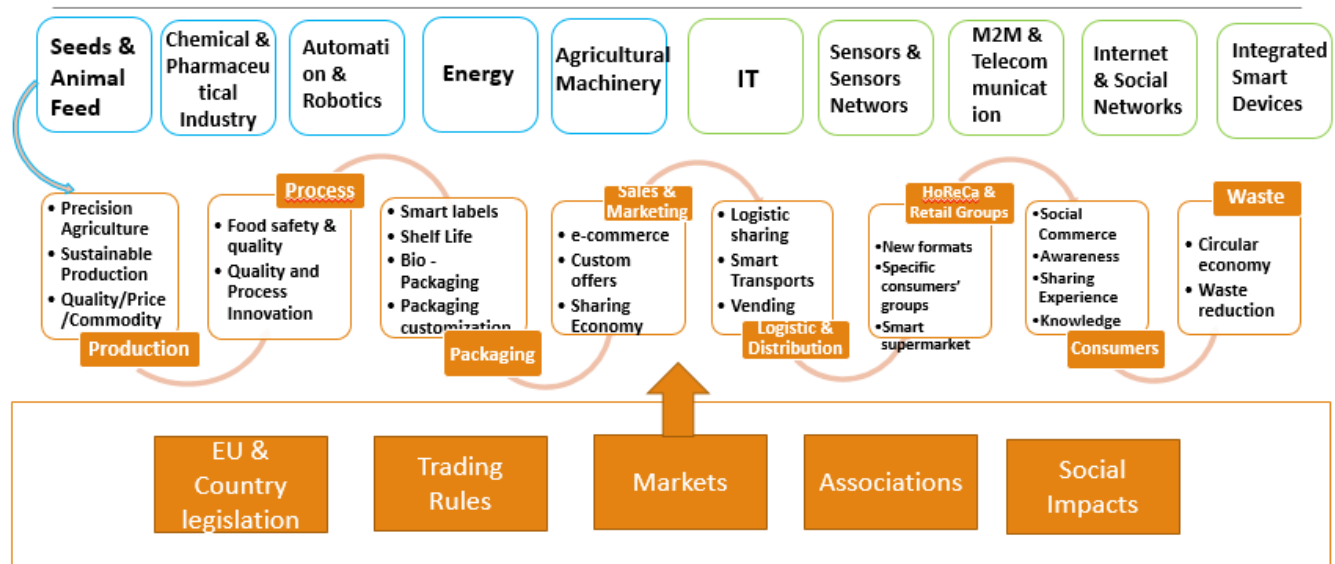 Seeds &
Animal
Feed
Chemical &
Pharmaceu
tical
Industry
Automati
on &
Robotics
Energy
Agricultural
Machinery
IT
Sensors &
Sensors
Networs
M2M &
Telecom
municat
ion
Internet
& Social
Networks
Integrated
Smart
Devices
• Precision
Agriculture
• Sustainable
Production
• Quality/Price
/Commodity
Production
Process
• Food safety &
quality
• Quality and
Process
Innovation
• Smart labels
• Shelf Life
• Bio -
Packaging
• Packaging
customization
Packaging
Sales &
Marketing
• e-commerce
• Custom
offers
• Sharing
Economy
• Logistic
sharing
• Smart
Transports
• Vending
Logistic &
Distribution
HoReCa &
Retail Groups
•New formats
•Specific
consumers’
groups
•Smart
supermarket
•Social
Commerce
•Awareness
•Sharing
Experience
•Knowledge
Consumers
Waste
• Circular
economy
• Waste
reduction
EU &
Country
legislation
Trading
Rules
Markets
Associations
Social
Impacts